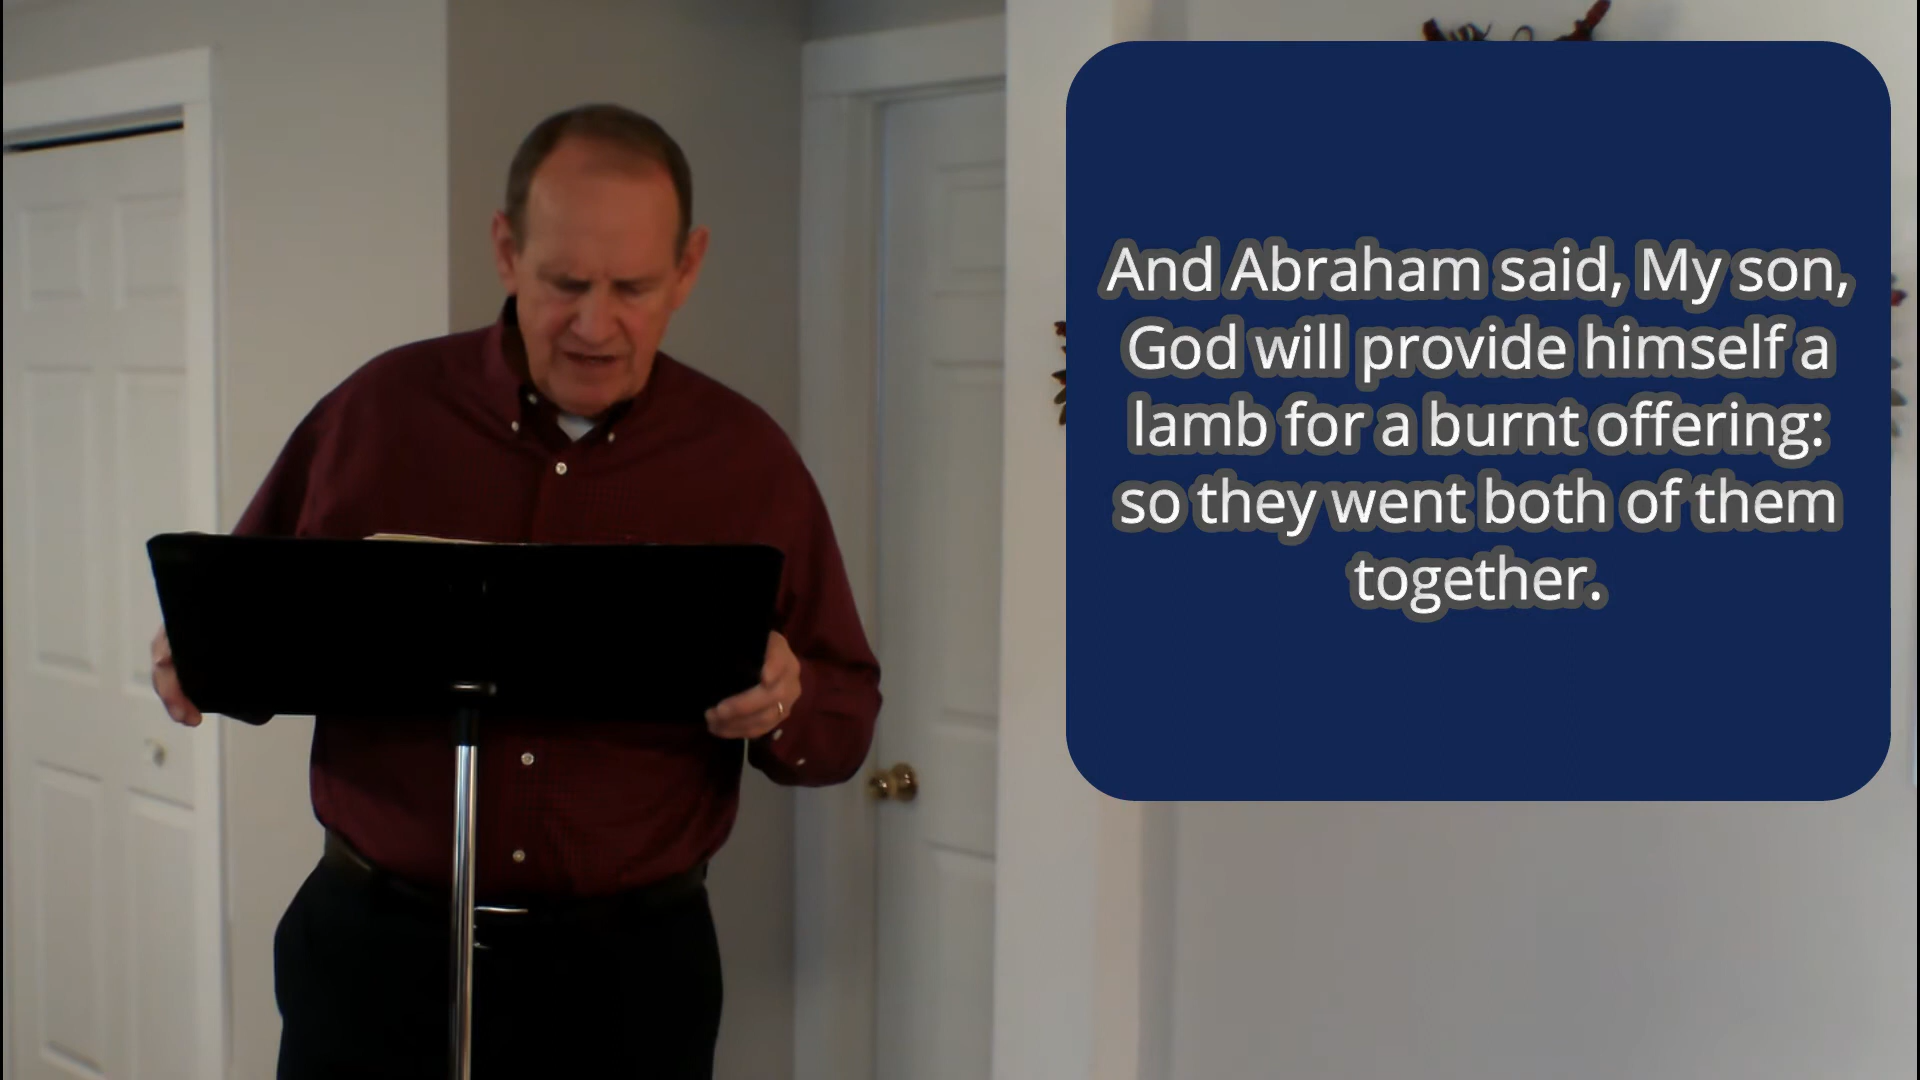 And Abraham said, My son,
God will provide himself a
lamb for a burnt offering:
so they went both of them
together.